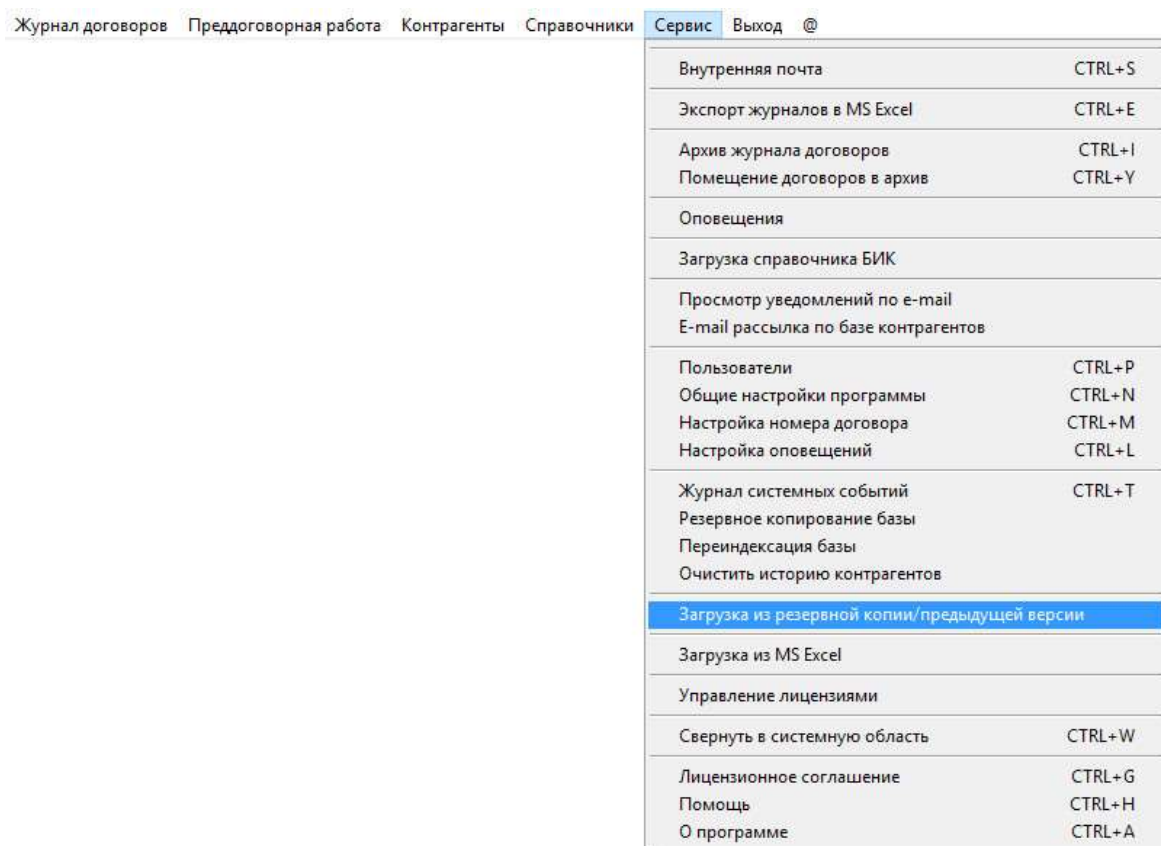 Журнал договоров Преддоговорная работа Контрагенты Справочники Сервис Выход @
Внутренняя почта CTRL+S
Экспорт журналов в MS Excel CTRL+E
Архив журнала договоров CTRL+I
Помещение договоров в архив CTRL+Y
Оповещения
Загрузка справочника БИК
Просмотр уведомлений по e-mail
E-mail рассылка по базе контрагентов
Пользователи CTRL+P
Общие настройки программы CTRL+N
Настройка номера договора CTRL+M
Настройка оповещений CTRL+L
Журнал системных событий CTRL+T
Резервное копирование базы
Переиндексация базы
Очистить историю контрагентов
Загрузка из резервной копии/предыдущей версии
Загрузка из MS Excel
Управление лицензиями
Свернуть в системную область CTRL+W
Лицензионное соглашение CTRL+G
Помощь CTRL+H
О программе CTRL+A